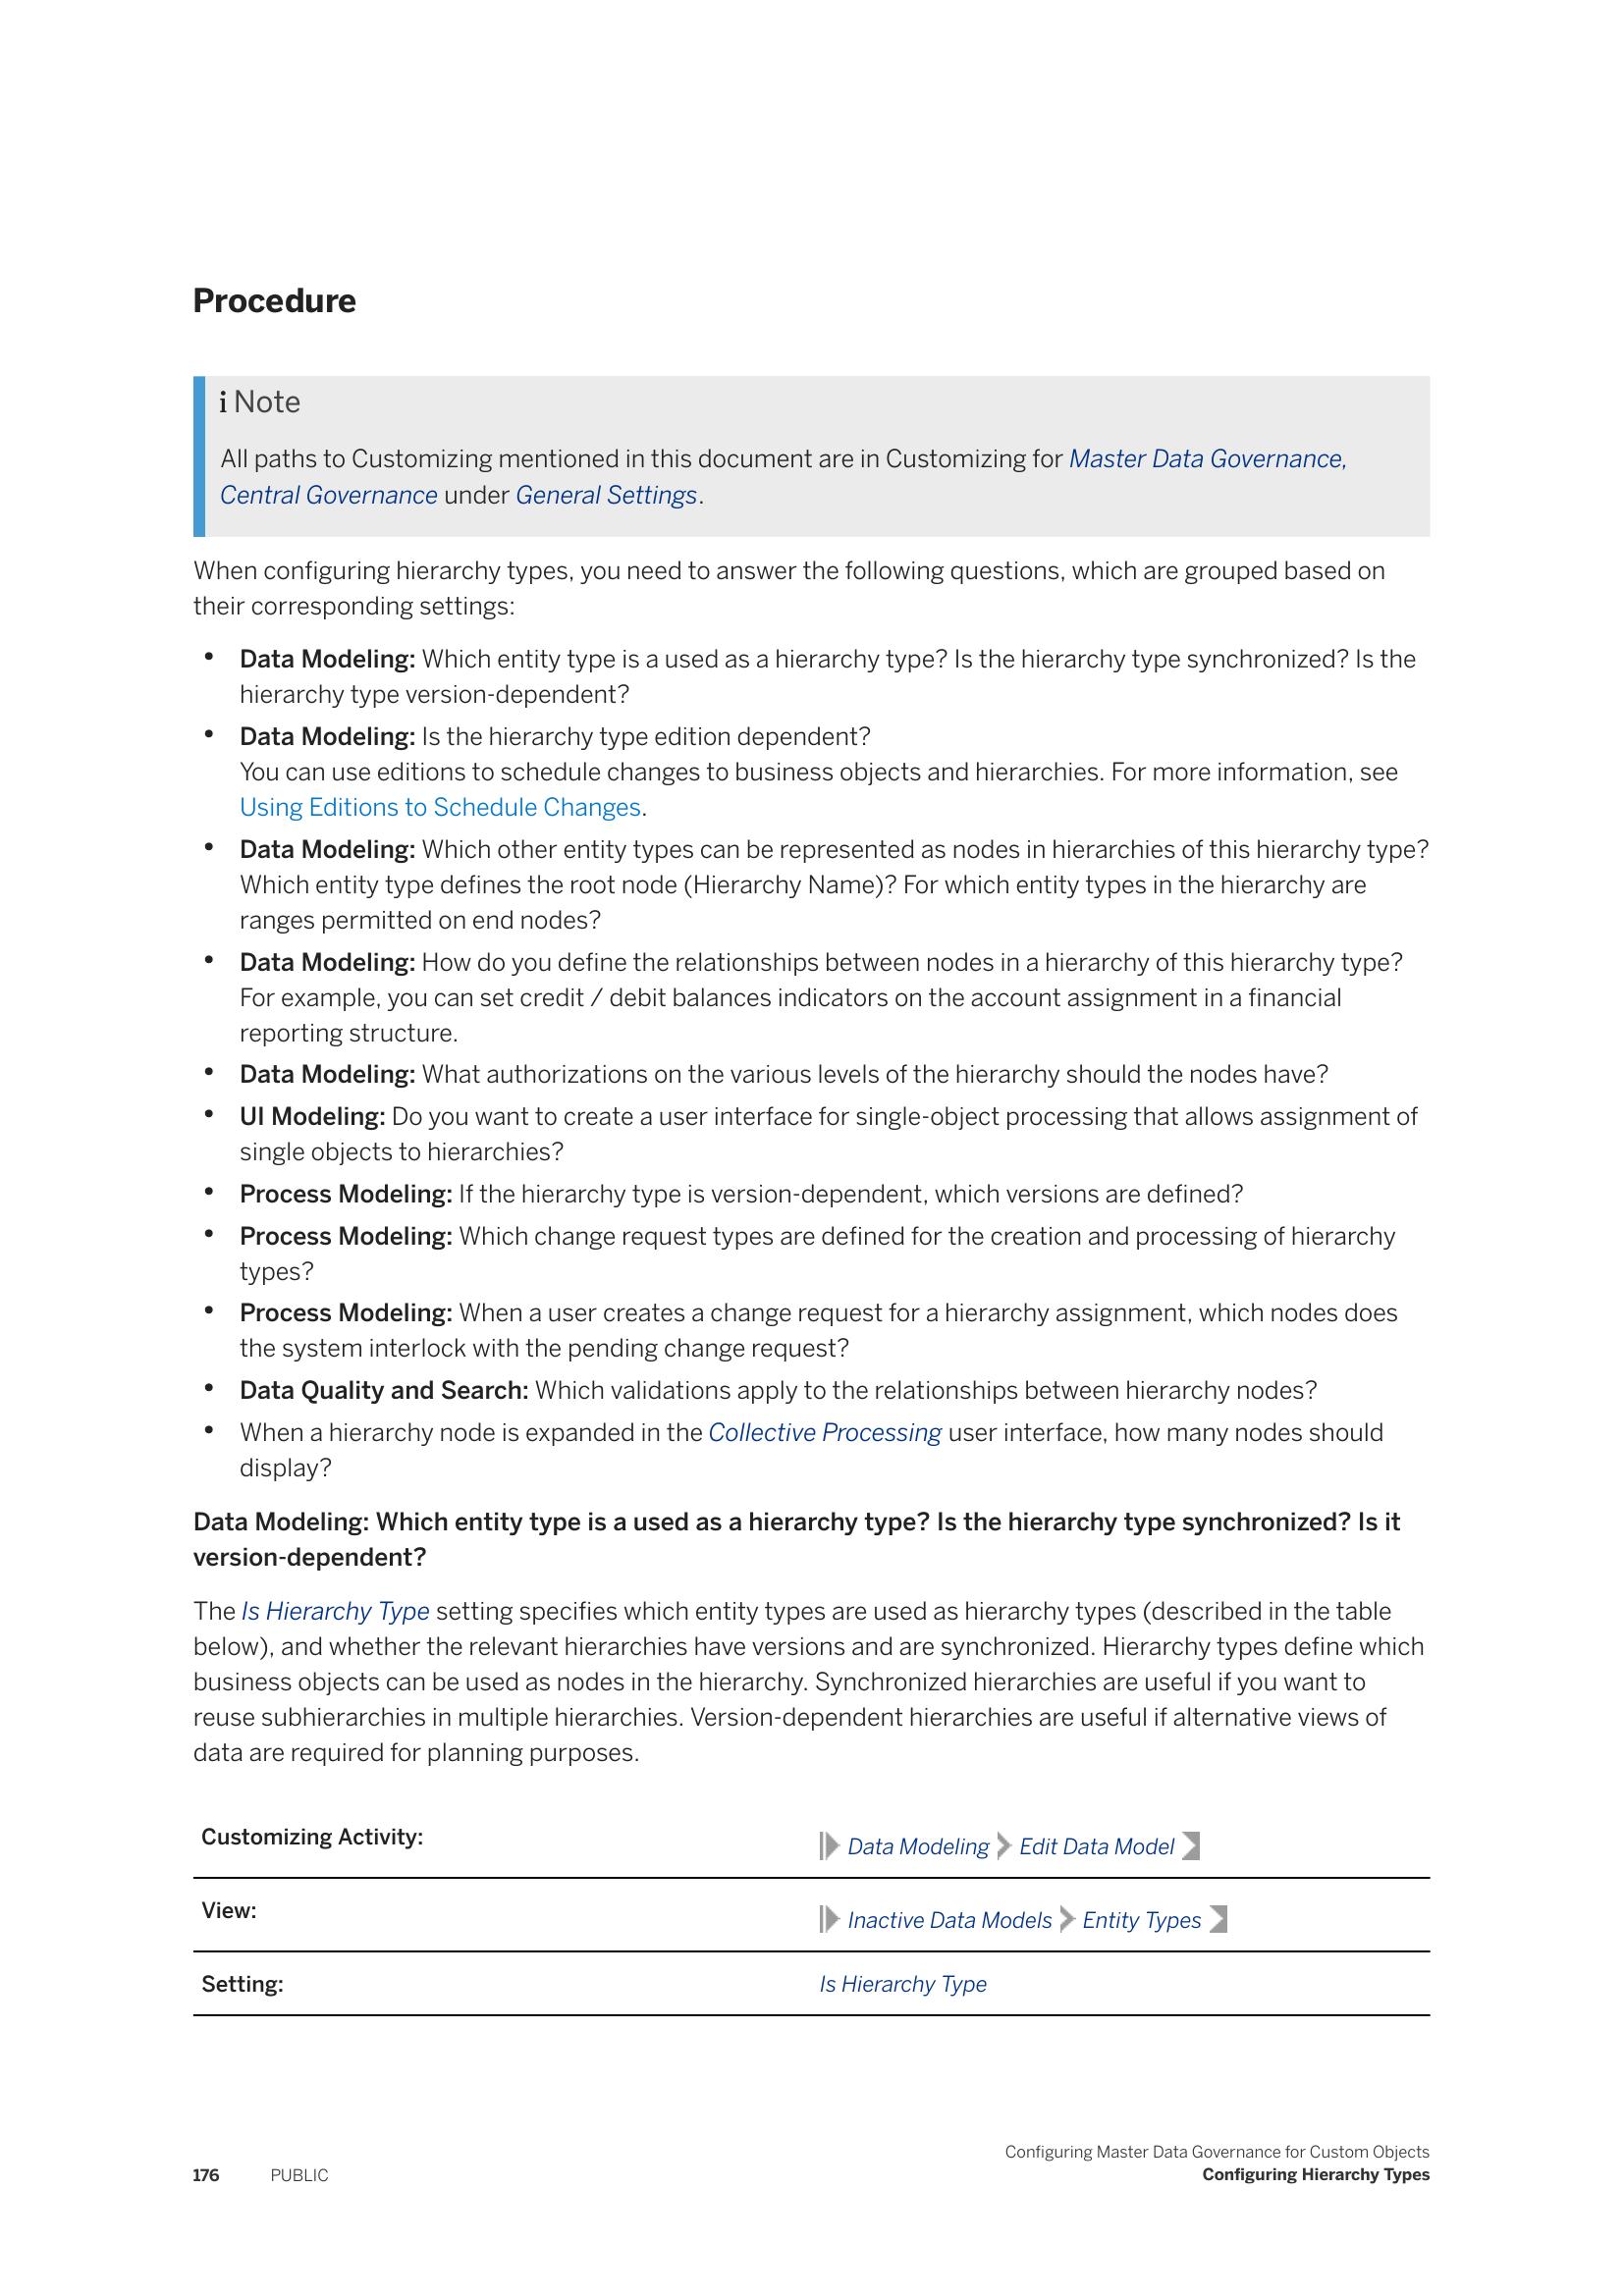 Procedure
i Note
All paths to Customizing mentioned in this document are in Customizing for Master Data Governance,
Central Governance under General Settings.
When configuring hierarchy types, you need to answer the following questions, which are grouped based on
their corresponding settings:
• Data Modeling: Which entity type is a used as a hierarchy type? Is the hierarchy type synchronized? Is the
hierarchy type version-dependent?
• Data Modeling: Is the hierarchy type edition dependent?
You can use editions to schedule changes to business objects and hierarchies. For more information, see
Using Editions to Schedule Changes.
• Data Modeling: Which other entity types can be represented as nodes in hierarchies of this hierarchy type?
Which entity type defines the root node (Hierarchy Name)? For which entity types in the hierarchy are
ranges permitted on end nodes?
• Data Modeling: How do you define the relationships between nodes in a hierarchy of this hierarchy type?
For example, you can set credit / debit balances indicators on the account assignment in a financial
reporting structure.
• Data Modeling: What authorizations on the various levels of the hierarchy should the nodes have?
• UI Modeling: Do you want to create a user interface for single-object processing that allows assignment of
single objects to hierarchies?
• Process Modeling: If the hierarchy type is version-dependent, which versions are defined?
• Process Modeling: Which change request types are defined for the creation and processing of hierarchy
types?
• Process Modeling: When a user creates a change request for a hierarchy assignment, which nodes does
the system interlock with the pending change request?
• Data Quality and Search: Which validations apply to the relationships between hierarchy nodes?
• When a hierarchy node is expanded in the Collective Processing user interface, how many nodes should
display?
Data Modeling: Which entity type is a used as a hierarchy type? Is the hierarchy type synchronized? Is it
version-dependent?
The Is Hierarchy Type setting specifies which entity types are used as hierarchy types (described in the table
below), and whether the relevant hierarchies have versions and are synchronized. Hierarchy types define which
business objects can be used as nodes in the hierarchy. Synchronized hierarchies are useful if you want to
reuse subhierarchies in multiple hierarchies. Version-dependent hierarchies are useful if alternative views of
data are required for planning purposes.
Customizing Activity: Data Modeling Edit Data Model
View: Inactive Data Models Entity Types
Setting: Is Hierarchy Type
Configuring Master Data Governance for Custom Objects
176 PUBLIC Configuring Hierarchy Types